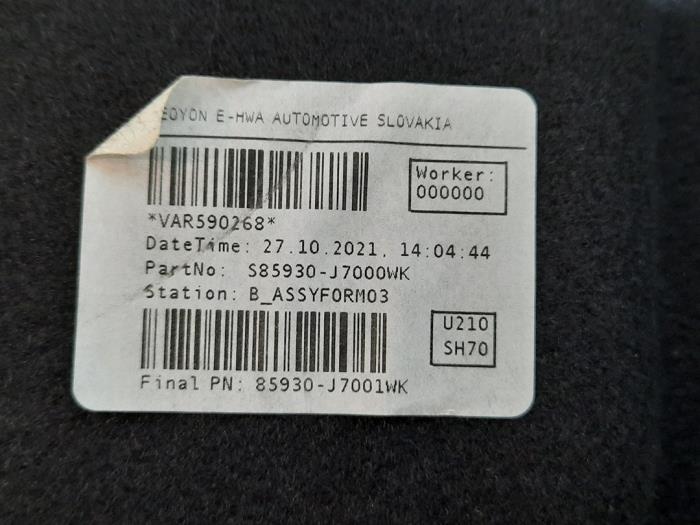 E-HWA AUTOMOTIVE SLOVAKIA
Worker:
000000
*VAR590268*
DateTime: 27.10.2021, 14:04:44
PartNo: S85930-J7000WK
Station: B_ASSYFORM03
U210
SH70
Final PN: 85930-J7001WK